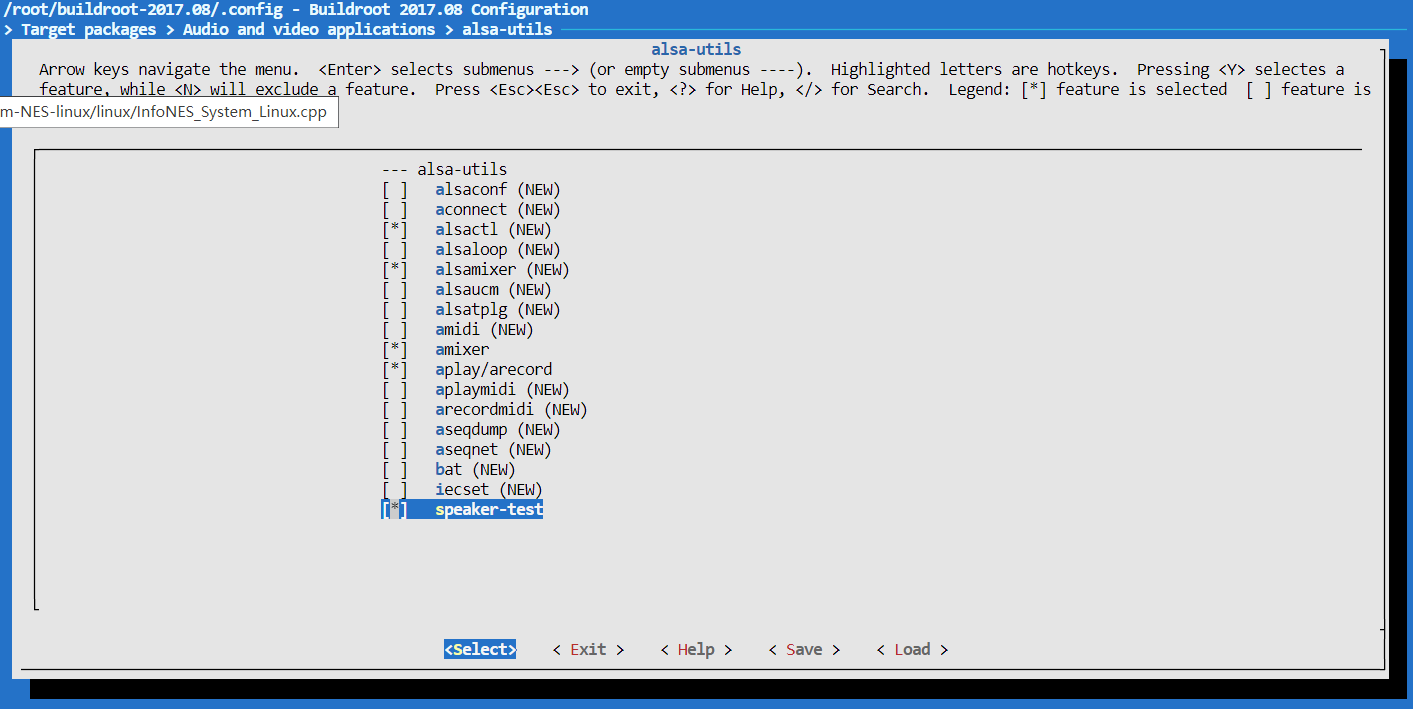 /root/buildroot-2017.08/.config - Buildroot 2017.08 Configuration
> Target packages > Audio and video applications > alsa-utils
alsa-utils
Arrow keys navigate the menu.  <Enter> selects submenus ---> (or empty submenus ----).  Highlighted letters are hotkeys.  Pressing <Y> selectes a
feature, while <N> will exclude a feature.  Press <Esc><Esc> to exit, <?> for Help, </> for Search.  Legend: [*] feature is selected  [ ] feature is
m-NES-linux/linux/InfoNES_System_Linux.cpp
--- alsa-utils
[ ]   alsaconf (NEW)
[ ]   aconnect (NEW)
[*]   alsactl (NEW)
[ ]   alsaloop (NEW)
[*]   alsamixer (NEW)
[ ]   alsaucm (NEW)
[ ]   alsatplg (NEW)
[ ]   amidi (NEW)
[*]   amixer
[*]   aplay/arecord
[ ]   aplaymidi (NEW)
[ ]   arecordmidi (NEW)
[ ]   aseqdump (NEW)
[ ]   aseqnet (NEW)
[ ]   bat (NEW)
[ ]   iecset (NEW)
[*]   speaker-test
<Select>    < Exit >    < Help >    < Save >    < Load >